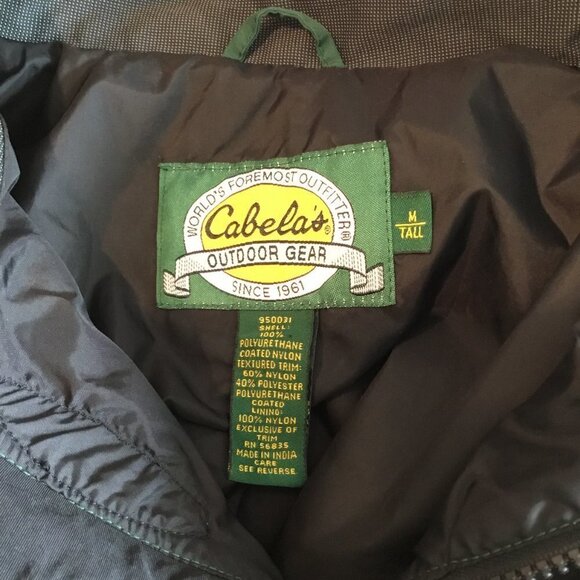 WORLD'S FOREMOST OUTFITTER®
Cabela's®
OUTDOOR GEAR
SINCE 1961
M
TALL
950031
SHELL:
100%
POLYURETHANE
COATED NYLON
TEXTURED TRIM:
60% NYLON
40% POLYESTER
POLYURETHANE
COATED
LINING:
100% NYLON
EXCLUSIVE OF
TRIM
RN 56835
MADE IN INDIA
CARE
SEE REVERSE